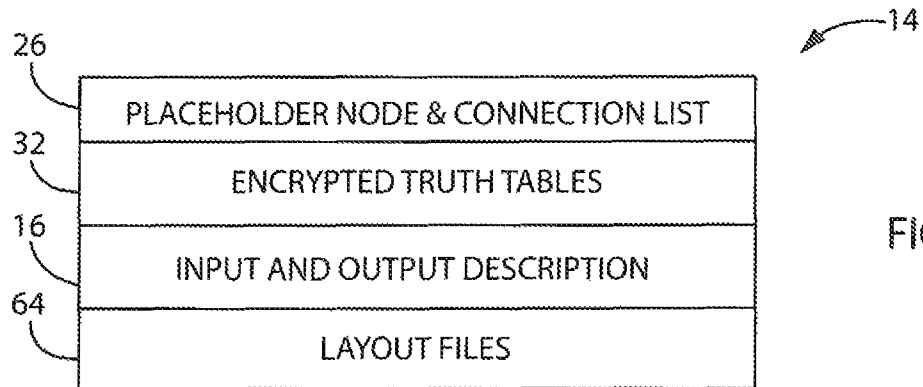 14
26
PLACEHOLDER NODE & CONNECTION LIST
32
ENCRYPTED TRUTH TABLES
16
INPUT AND OUTPUT DESCRIPTION
64
LAYOUT FILES